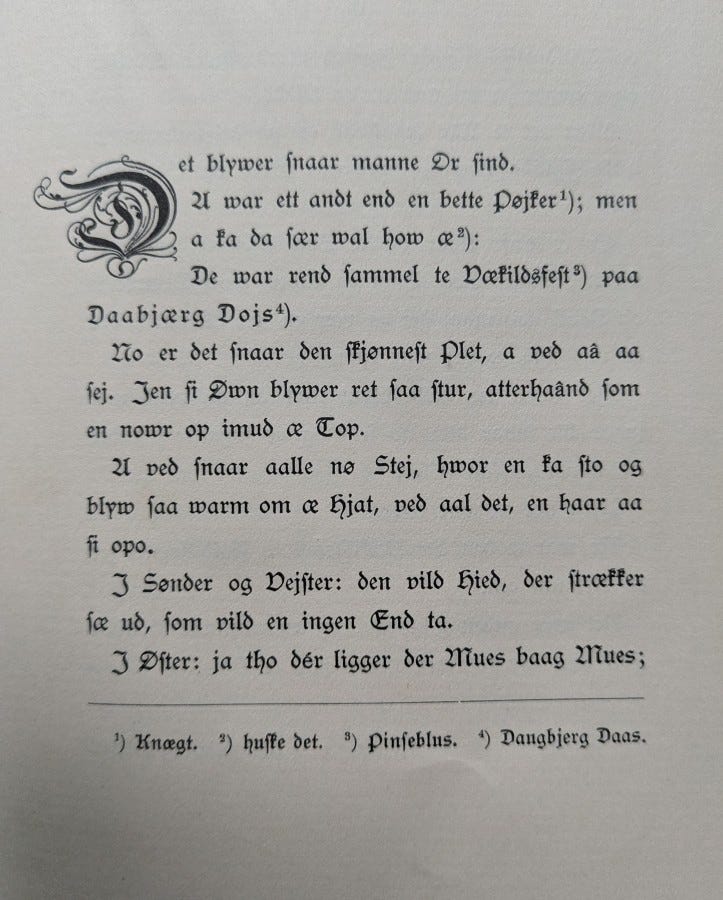 Det blywer snaar manne Or sind.
A war ett andt end en bette Pøjker¹); men
a ka da sær wal how æ²):
De war rend sammel te Vækildsfest³) paa
Daabjærg Dojs⁴).
No er det snaar den skjønnest Plet, a ved aâ aa
sej. Jen si Øwn blywer ret saa stur, atterhaând som
en nowr op imud æ Top.
A ved snaar aalle nø Stej, hwor en ka sto og
blyw saa warm om æ Hjat, ved aal det, en haar aa
si opo.
I Sønder og Vejster: den vild Hied, der strækker
sæ ud, som vild en ingen End ta.
I Øster: ja tho dér ligger der Mues baag Mues;
¹) Knægt. ²) huske det. ³) Pinseblus. ⁴) Daugbjerg Daas.